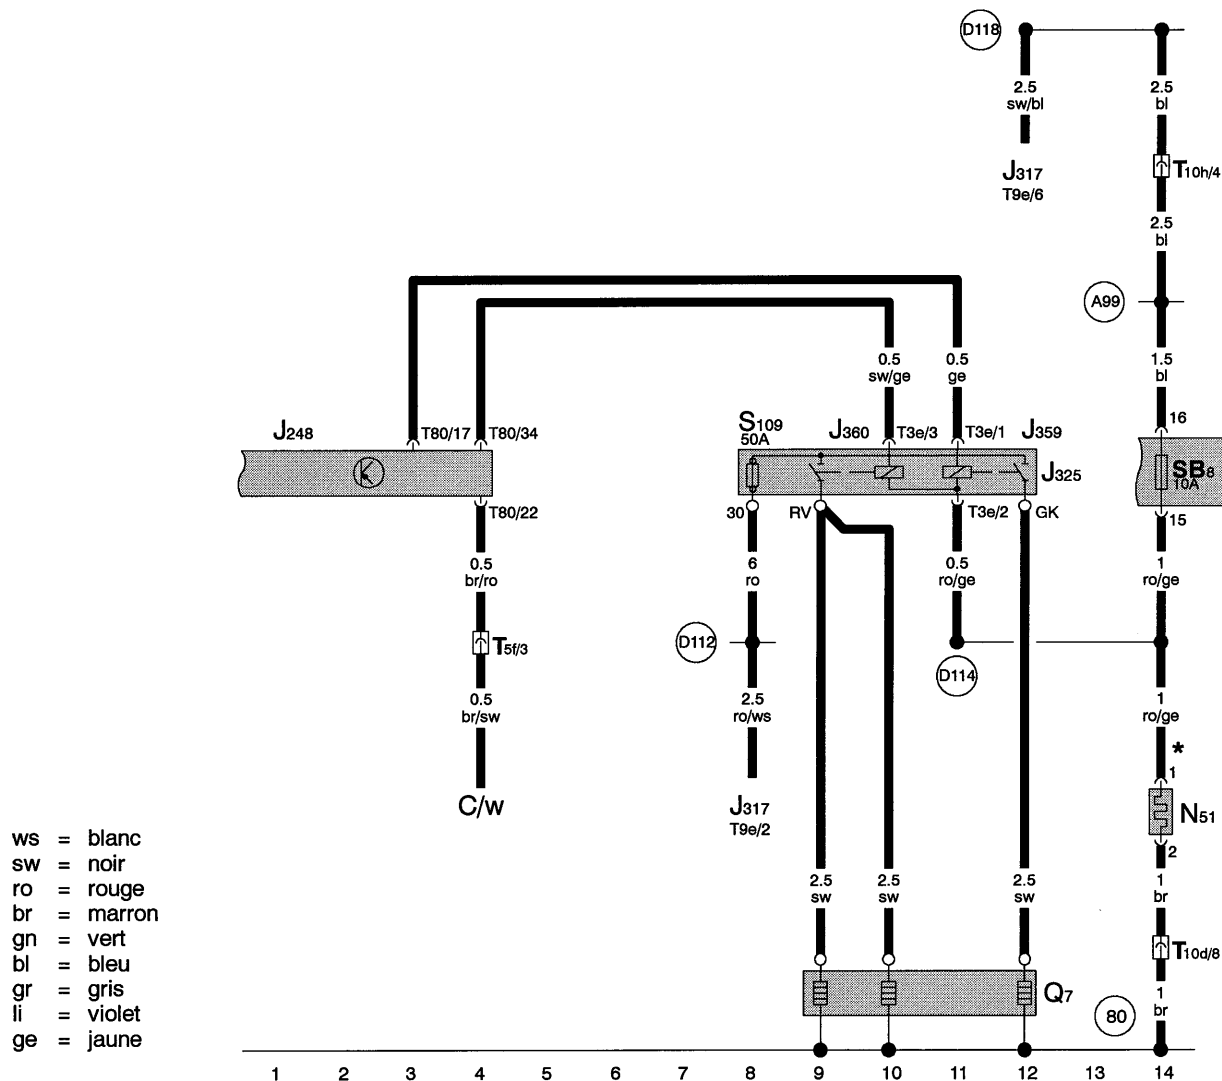 D118
2.5
sw/bl
2.5
bl
J317
T9e/6
T10h/4
2.5
bl
A99
0.5
sw/ge
0.5
ge
1.5
bl
J248
T80/17
T80/34
S109
50A
J360
T3e/3
T3e/1
J359
16
J325
SB8
10A
T80/22
30
RV
T3e/2
GK
15
0.5
br/ro
6
ro
0.5
ro/ge
1
ro/ge
T5f/3
D112
D114
0.5
br/sw
2.5
ro/ws
1
ro/ge
*
1
C/w
J317
T9e/2
N51
2
ws = blanc
sw = noir
ro = rouge
br = marron
gn = vert
bl = bleu
gr = gris
li = violet
ge = jaune
2.5
sw
2.5
sw
2.5
sw
1
br
T10d/8
Q7
1
br
80
1 2 3 4 5 6 7 8 9 10 11 12 13 14